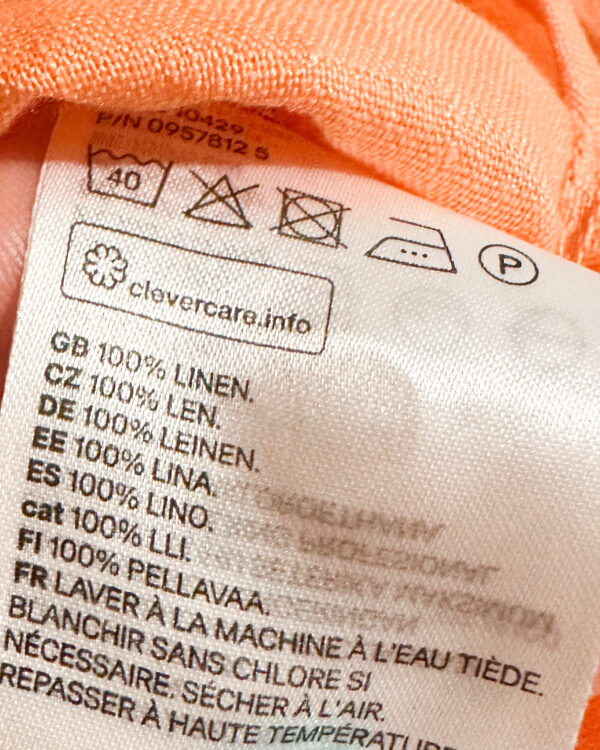 P/N 0957812 5
40
P
clevercare.info
GB 100% LINEN.
CZ 100% LEN.
DE 100% LEINEN.
EE 100% LINA.
ES 100% LINO.
cat 100% LLI.
FI 100% PELLAVAA.
FR LAVER À LA MACHINE À L'EAU TIÈDE.
BLANCHIR SANS CHLORE SI
NÉCESSAIRE. SÉCHER À L'AIR.
REPASSER À HAUTE